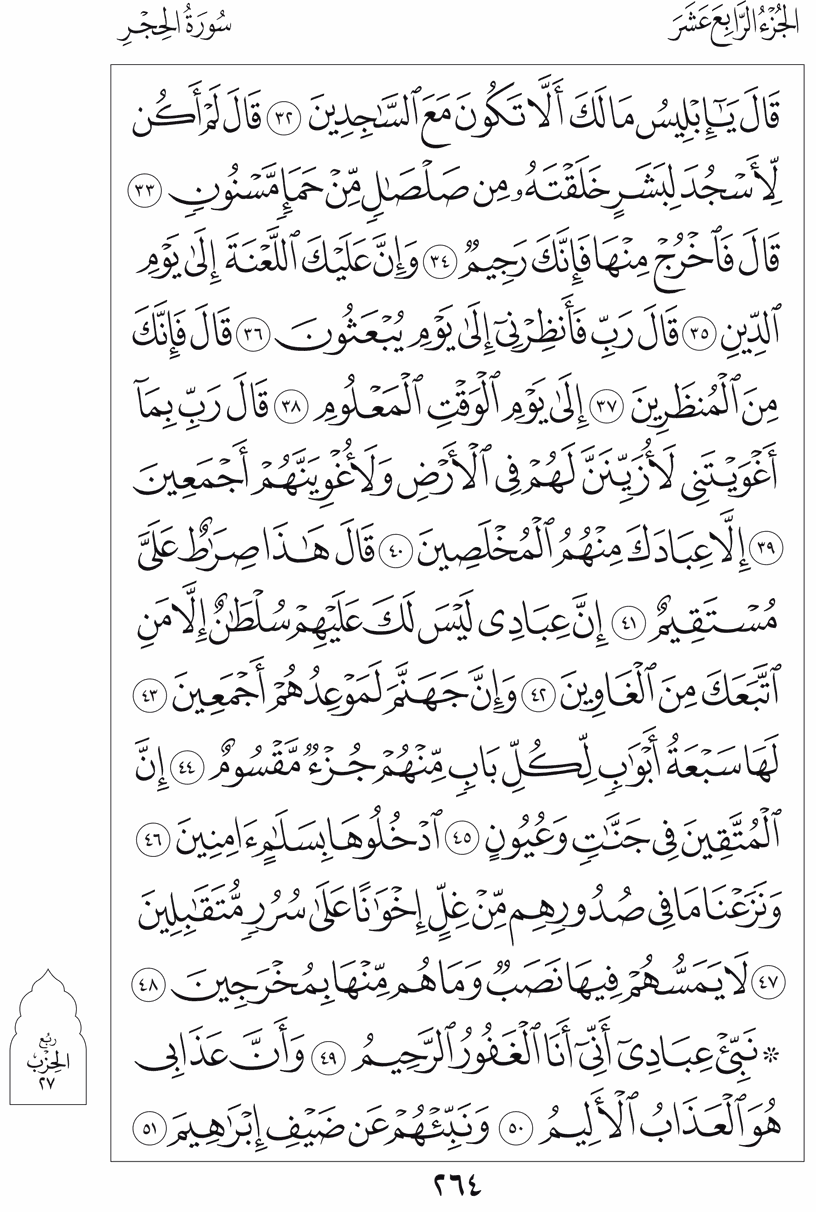 الجُزْءُ الرَّابِعَ عَشَرَ
سُورَةُ الحِجْرِ
قَالَ يَٰٓإِبْلِيسُ مَا لَكَ أَلَّا تَكُونَ مَعَ ٱلسَّٰجِدِينَ ٣٢ قَالَ لَمْ أَكُن
لِّأَسْجُدَ لِبَشَرٍ خَلَقْتَهُۥ مِن صَلْصَٰلٍ مِّنْ حَمَإٍ مَّسْنُونٍ ٣٣
قَالَ فَٱخْرُجْ مِنْهَا فَإِنَّكَ رَجِيمٌ ٣٤ وَإِنَّ عَلَيْكَ ٱللَّعْنَةَ إِلَىٰ يَوْمِ
ٱلدِّينِ ٣٥ قَالَ رَبِّ فَأَنظِرْنِىٓ إِلَىٰ يَوْمِ يُبْعَثُونَ ٣٦ قَالَ فَإِنَّكَ
مِنَ ٱلْمُنظَرِينَ ٣٧ إِلَىٰ يَوْمِ ٱلْوَقْتِ ٱلْمَعْلُومِ ٣٨ قَالَ رَبِّ بِمَآ
أَغْوَيْتَنِى لَأُزَيِّنَنَّ لَهُمْ فِى ٱلْأَرْضِ وَلَأُغْوِيَنَّهُمْ أَجْمَعِينَ
٣٩ إِلَّا عِبَادَكَ مِنْهُمُ ٱلْمُخْلَصِينَ ٤٠ قَالَ هَٰذَا صِرَٰطٌ عَلَىَّ
مُسْتَقِيمٌ ٤١ إِنَّ عِبَادِى لَيْسَ لَكَ عَلَيْهِمْ سُلْطَٰنٌ إِلَّا مَنِ
ٱتَّبَعَكَ مِنَ ٱلْغَاوِينَ ٤٢ وَإِنَّ جَهَنَّمَ لَمَوْعِدُهُمْ أَجْمَعِينَ ٤٣
لَهَا سَبْعَةُ أَبْوَٰبٍ لِّكُلِّ بَابٍ مِّنْهُمْ جُزْءٌ مَّقْسُومٌ ٤٤ إِنَّ
ٱلْمُتَّقِينَ فِى جَنَّٰتٍ وَعُيُونٍ ٤٥ ٱدْخُلُوهَا بِسَلَٰمٍ ءَامِنِينَ ٤٦
وَنَزَعْنَا مَا فِى صُدُورِهِم مِّنْ غِلٍّ إِخْوَٰنًا عَلَىٰ سُرُرٍ مُّتَقَٰبِلِينَ
٤٧ لَا يَمَسُّهُمْ فِيهَا نَصَبٌ وَمَا هُم مِّنْهَا بِمُخْرَجِينَ ٤٨
۞ نَبِّئْ عِبَادِىٓ أَنِّىٓ أَنَا ٱلْغَفُورُ ٱلرَّحِيمُ ٤٩ وَأَنَّ عَذَابِى
هُوَ ٱلْعَذَابُ ٱلْأَلِيمُ ٥٠ وَنَبِّئْهُمْ عَن ضَيْفِ إِبْرَٰهِيمَ ٥١
رُبْعُ
الحِزْبِ
٢٧
٢٦٤